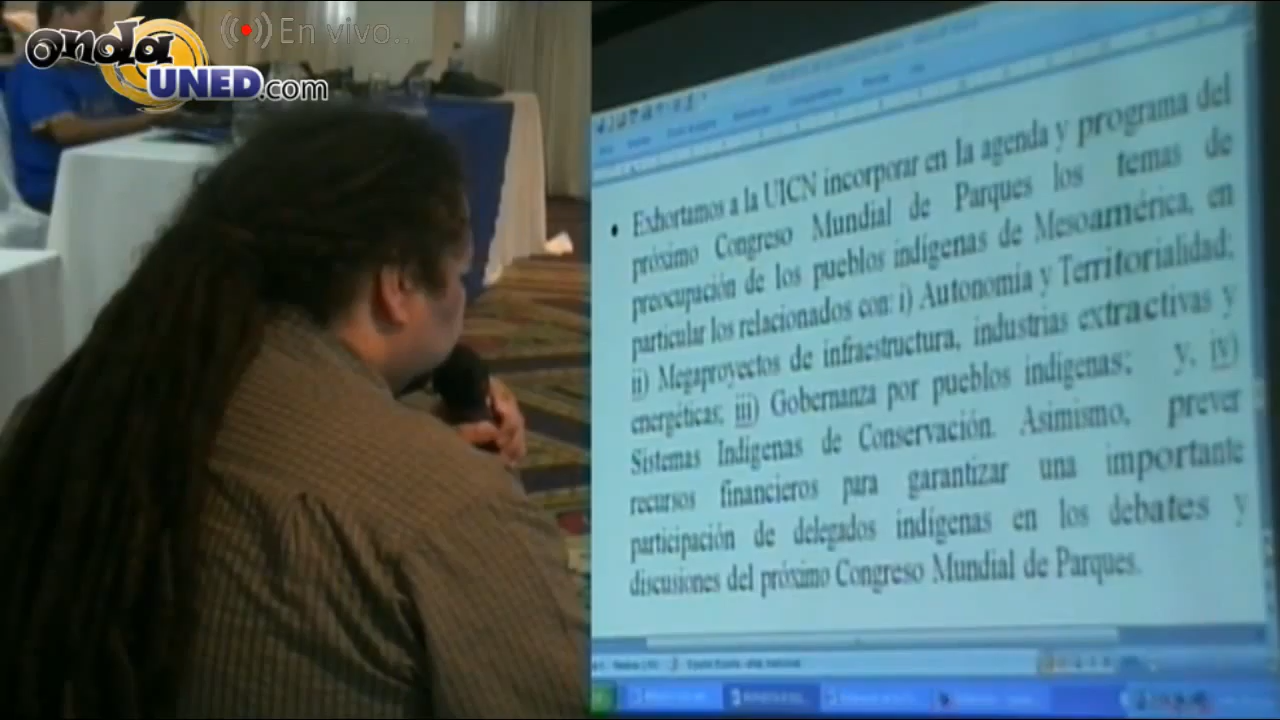 onda
UNED.com
En vivo..
• Exhortamos a la UICN incorporar en la agenda y programa del
próximo Congreso Mundial de Parques los temas de
preocupación de los pueblos indígenas de Mesoamérica, en
particular los relacionados con: i) Autonomía y Territorialidad;
ii) Megaproyectos de infraestructura, industrias extractivas y
energéticas; iii) Gobernanza por pueblos indígenas; y, iv)
Sistemas Indígenas de Conservación. Asimismo, prever
recursos financieros para garantizar una importante
participación de delegados indígenas en los debates y
discusiones del próximo Congreso Mundial de Parques.